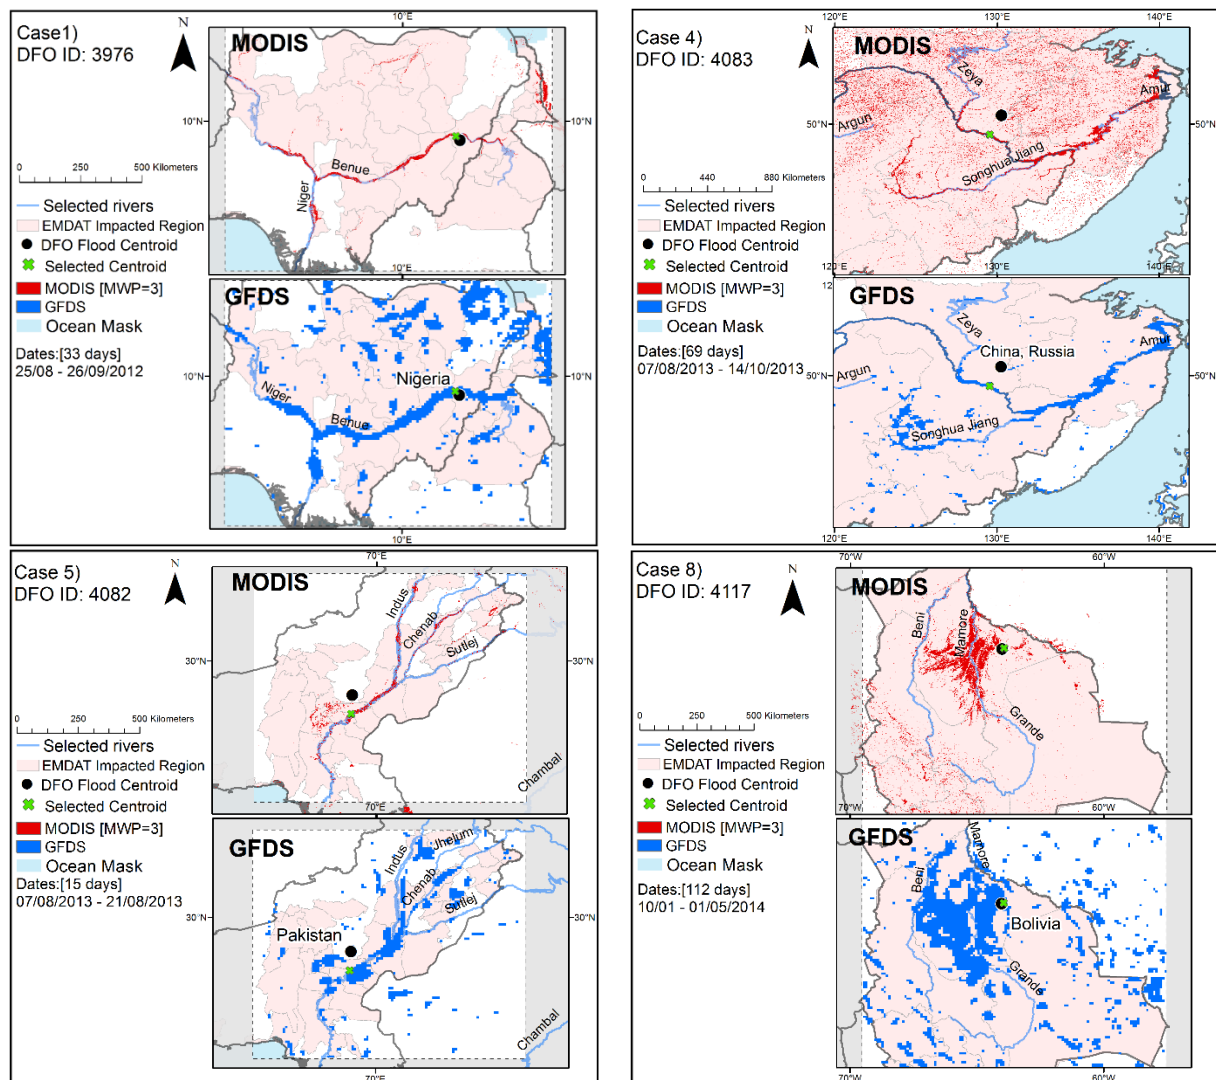 Case1)
DFO ID: 3976
N
10°E
MODIS
10°N
10°N
Benue
Niger
0 250 500 Kilometers
Selected rivers
EMDAT Impacted Region
DFO Flood Centroid
Selected Centroid
MODIS [MWP=3]
GFDS
Ocean Mask
Dates:[33 days]
25/08 - 26/09/2012
10°E
GFDS
10°N
10°N
Nigeria
Niger
Benue
10°E
Case 4)
DFO ID: 4083
N
120°E
130°E
140°E
MODIS
Zeya
Amur
Argun
50°N
50°N
Songhua Jiang
0 440 880 Kilometers
Selected rivers
EMDAT Impacted Region
DFO Flood Centroid
Selected Centroid
MODIS [MWP=3]
GFDS
Ocean Mask
Dates:[69 days]
07/08/2013 - 14/10/2013
120°E
130°E
140°E
GFDS
Zeya
China, Russia
Amur
Argun
50°N
50°N
Songhua Jiang
120°E
130°E
140°E
Case 5)
DFO ID: 4082
N
70°E
MODIS
Indus
Chenab
Sutlej
30°N
30°N
0 250 500 Kilometers
Selected rivers
EMDAT Impacted Region
DFO Flood Centroid
Selected Centroid
MODIS [MWP=3]
GFDS
Ocean Mask
Dates:[15 days]
07/08/2013 - 21/08/2013
Chambal
70°E
GFDS
Indus
Jhelum
Chenab
Sutlej
30°N
30°N
Pakistan
Chambal
70°E
Case 8)
DFO ID: 4117
N
70°W
60°W
MODIS
Beni
Mamore
Grande
0 250 500 Kilometers
Selected rivers
EMDAT Impacted Region
DFO Flood Centroid
Selected Centroid
MODIS [MWP=3]
GFDS
Ocean Mask
Dates:[112 days]
10/01 - 01/05/2014
70°W
60°W
GFDS
Mamore
Beni
Bolivia
Grande
70°W
60°W